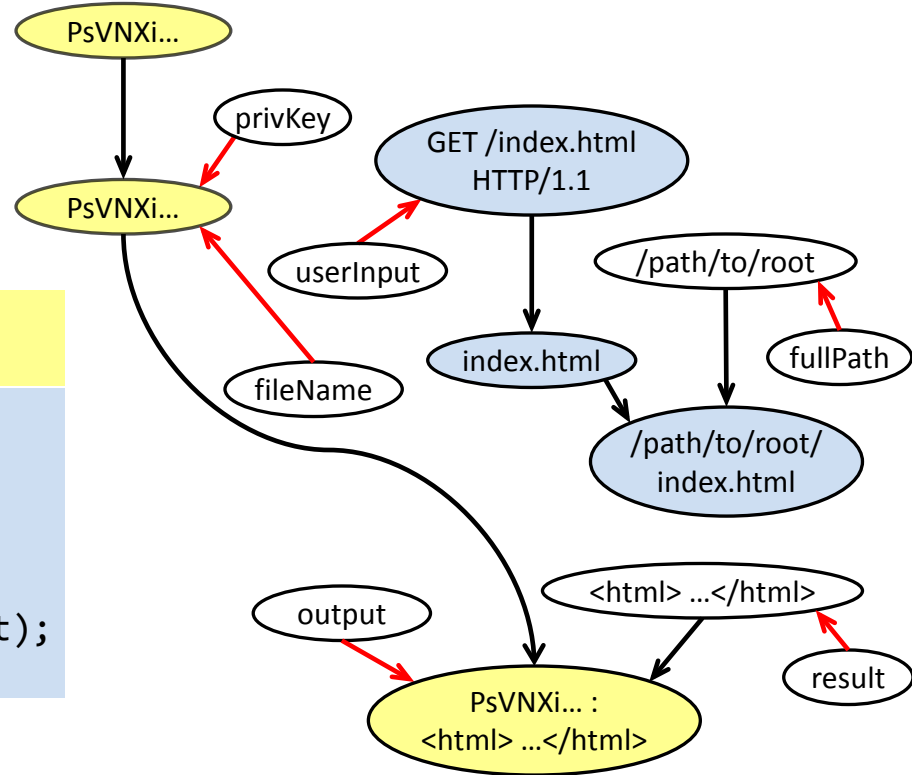 PsVNXi...
privKey
GET /index.html
HTTP/1.1
PsVNXi...
userInput
/path/to/root
index.html
fullPath
fileName
/path/to/root/
index.html
<html> ...</html>
output
t);
result
PsVNXi... :
<html> ...</html>